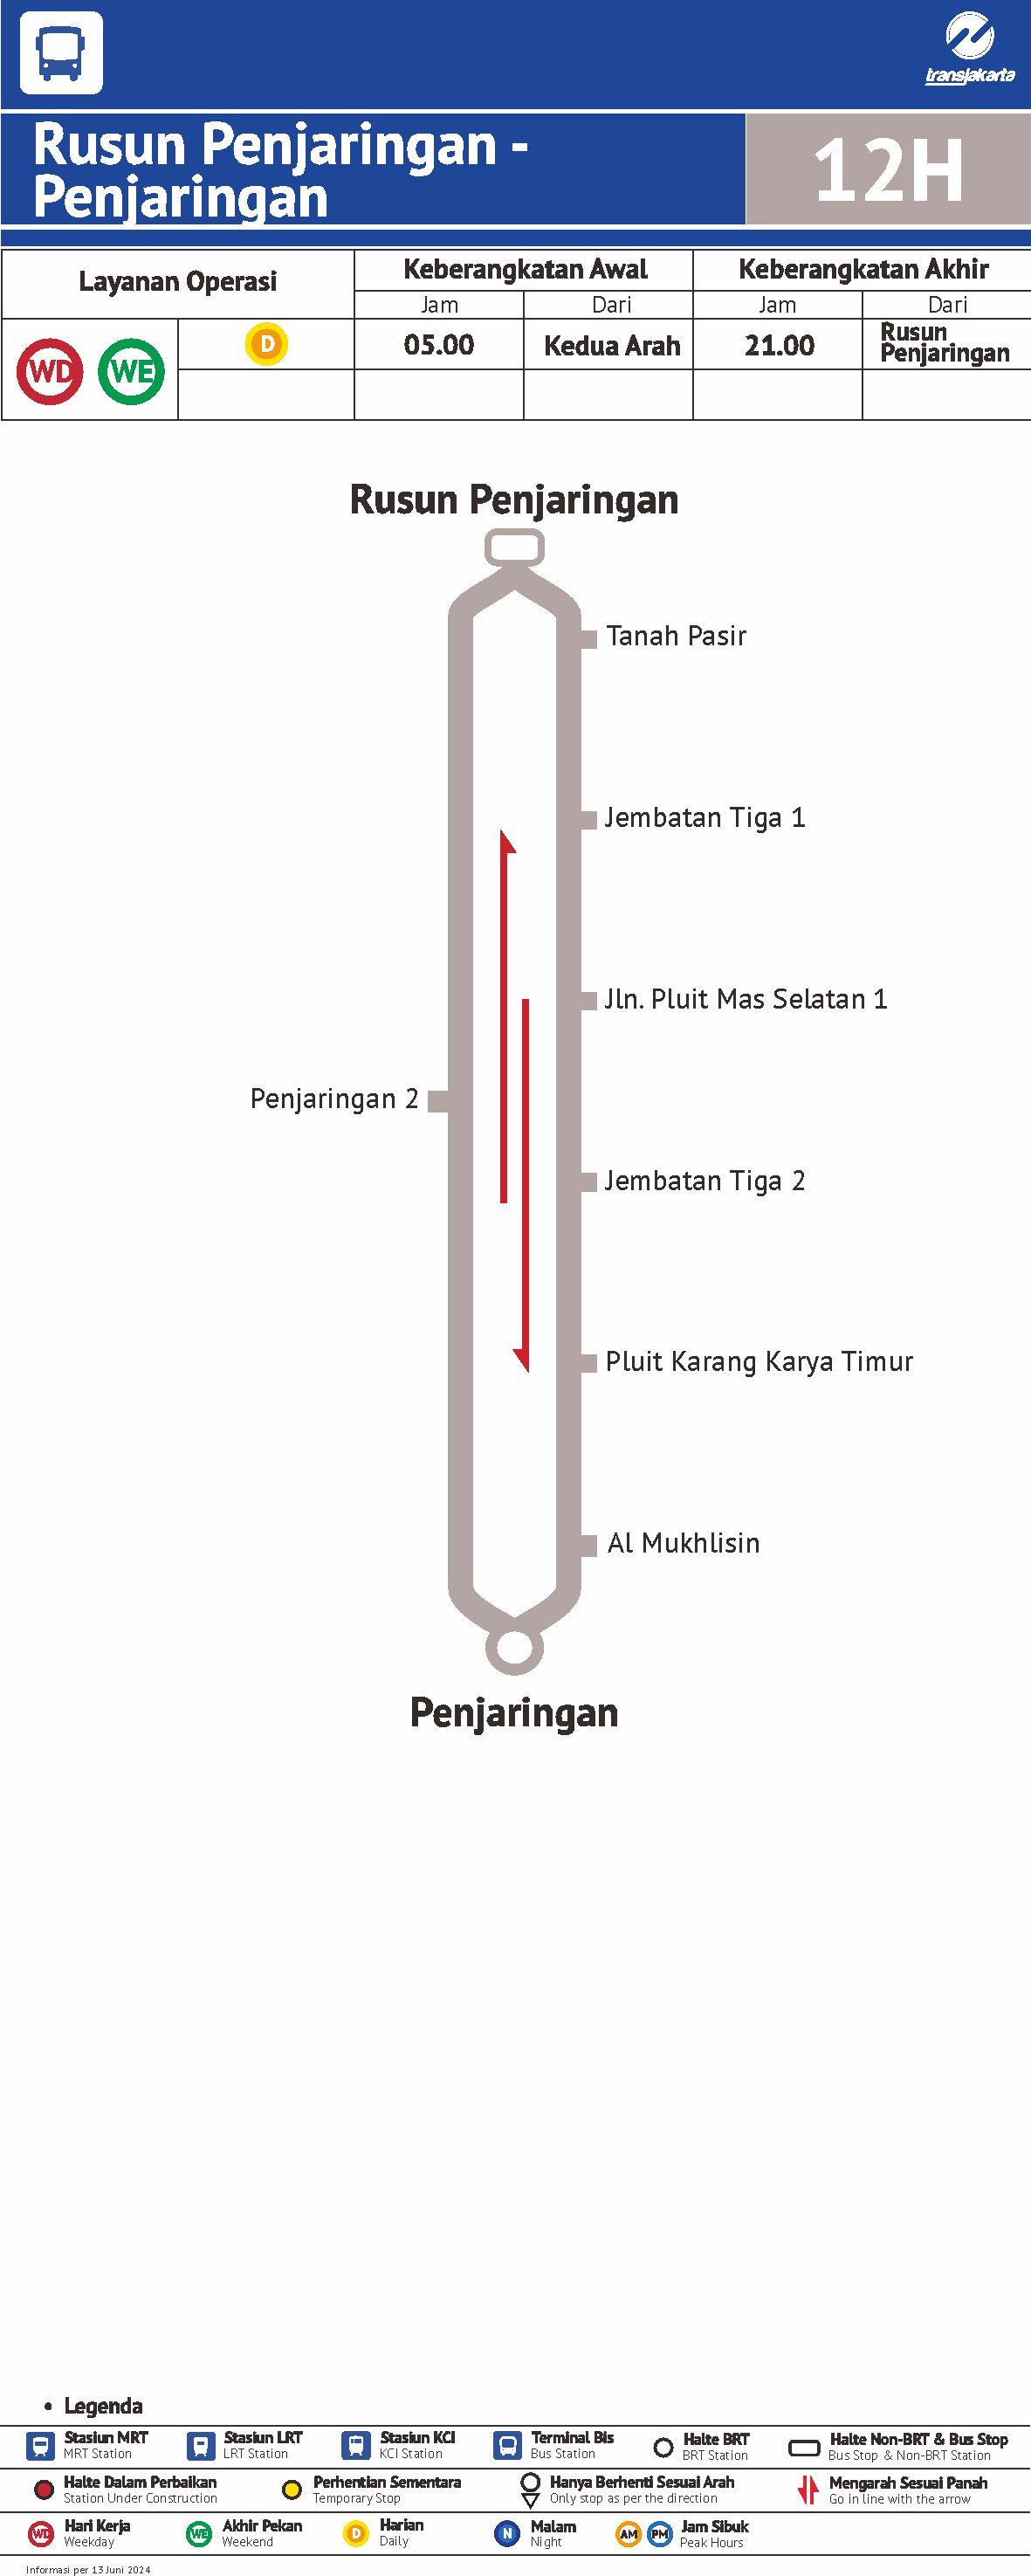 transjakarta
Rusun Penjaringan -
Penjaringan
12H
Layanan Operasi
Keberangkatan Awal
Keberangkatan Akhir
Jam
Dari
Jam
Dari
WD
WE
D
05.00
Kedua Arah
21.00
Rusun
Penjaringan
Rusun Penjaringan
Tanah Pasir
Jembatan Tiga 1
Jln. Pluit Mas Selatan 1
Penjaringan 2
Jembatan Tiga 2
Pluit Karang Karya Timur
Al Mukhlisin
Penjaringan
• Legenda
Stasiun MRT
MRT Station
Stasiun LRT
LRT Station
Stasiun KCI
KCI Station
Terminal Bis
Bus Station
Halte BRT
BRT Station
Halte Non-BRT & Bus Stop
Bus Stop & Non-BRT Station
Halte Dalam Perbaikan
Station Under Construction
Perhentian Sementara
Temporary Stop
Hanya Berhenti Sesuai Arah
Only stop as per the direction
Mengarah Sesuai Panah
Go in line with the arrow
WD
Hari Kerja
Weekday
WE
Akhir Pekan
Weekend
D
Harian
Daily
N
Malam
Night
AM
PM
Jam Sibuk
Peak Hours
Informasi per 13 Juni 2024